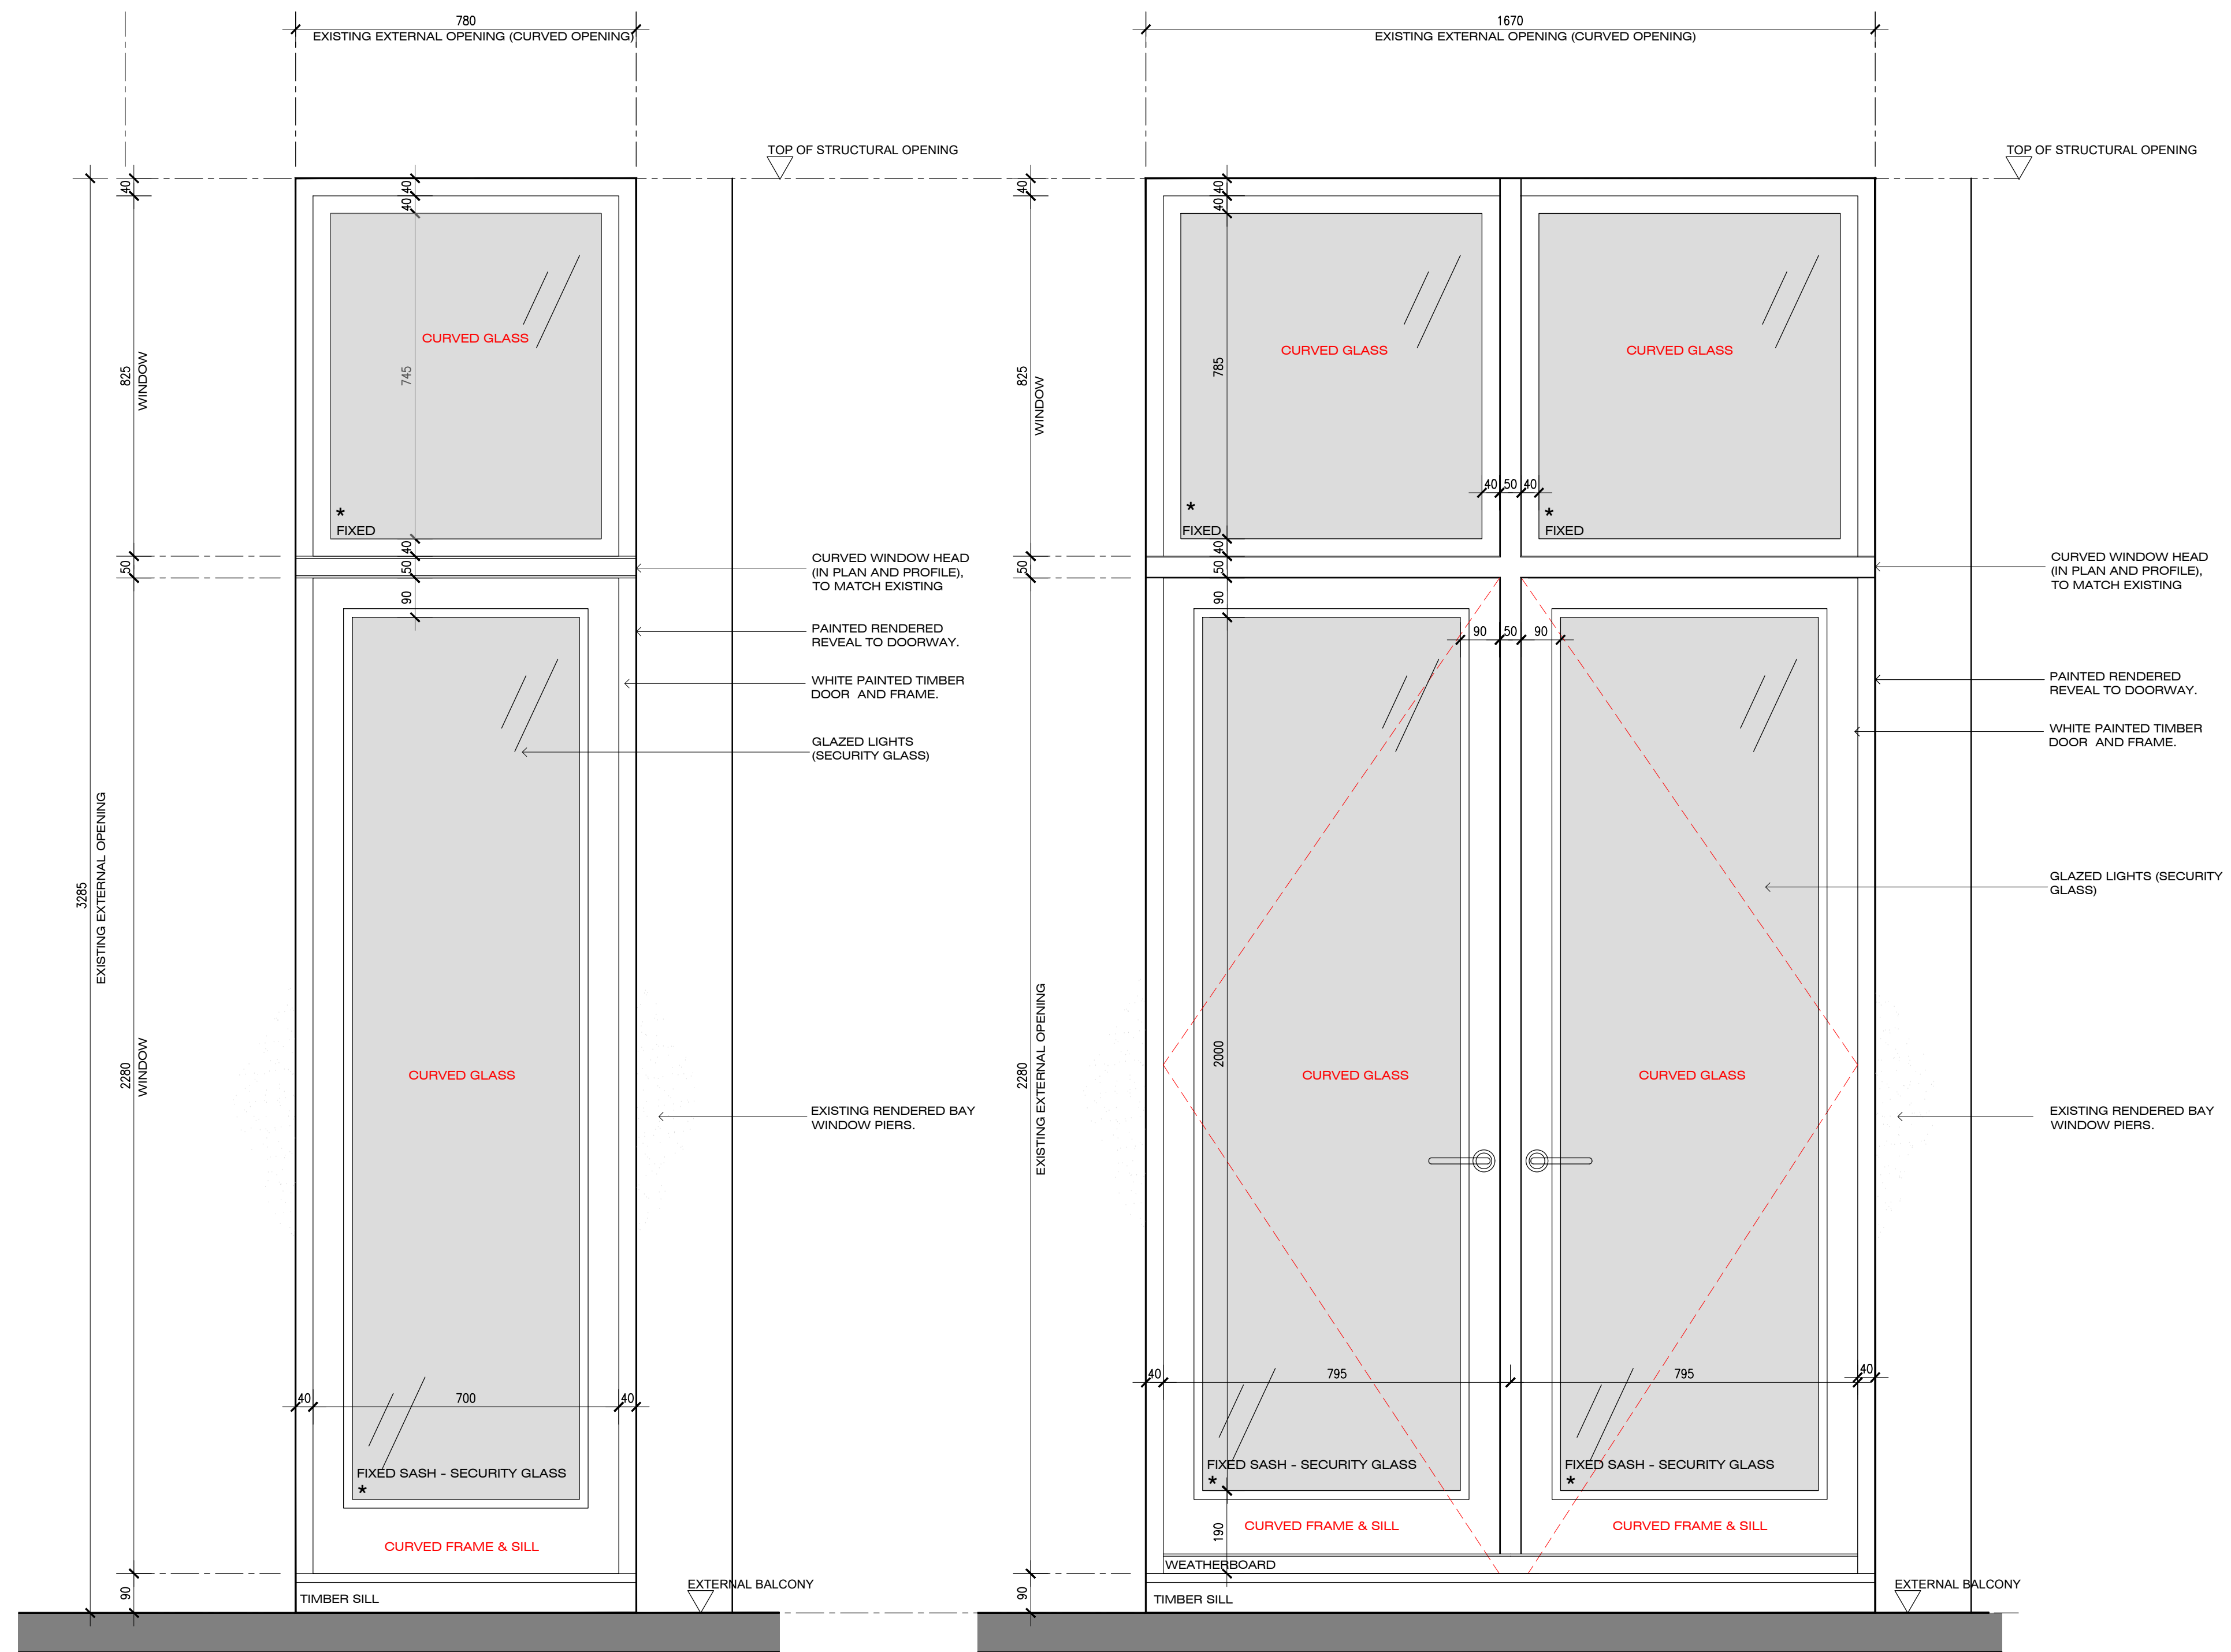 780
EXISTING EXTERNAL OPENING (CURVED OPENING)
TOP OF STRUCTURAL OPENING
40
825
WINDOW
50
3285
EXISTING EXTERNAL OPENING
2280
WINDOW
90
40
40
745
CURVED GLASS
*
FIXED
40
50
90
CURVED WINDOW HEAD
(IN PLAN AND PROFILE),
TO MATCH EXISTING
PAINTED RENDERED
REVEAL TO DOORWAY.
WHITE PAINTED TIMBER
DOOR AND FRAME.
GLAZED LIGHTS
(SECURITY GLASS)
CURVED GLASS
EXISTING RENDERED BAY
WINDOW PIERS.
40
700
40
FIXED SASH - SECURITY GLASS
*
CURVED FRAME & SILL
TIMBER SILL
EXTERNAL BALCONY
1670
EXISTING EXTERNAL OPENING (CURVED OPENING)
TOP OF STRUCTURAL OPENING
40
825
WINDOW
50
2280
EXISTING EXTERNAL OPENING
90
40
40
785
CURVED GLASS
CURVED GLASS
*
FIXED
40 50 40
*
FIXED
40
50
90
90 50 90
CURVED WINDOW HEAD
(IN PLAN AND PROFILE),
TO MATCH EXISTING
PAINTED RENDERED
REVEAL TO DOORWAY.
WHITE PAINTED TIMBER
DOOR AND FRAME.
GLAZED LIGHTS (SECURITY
GLASS)
2000
CURVED GLASS
CURVED GLASS
EXISTING RENDERED BAY
WINDOW PIERS.
40
795
795
40
FIXED SASH - SECURITY GLASS
*
FIXED SASH - SECURITY GLASS
*
190
CURVED FRAME & SILL
CURVED FRAME & SILL
WEATHERBOARD
TIMBER SILL
EXTERNAL BALCONY